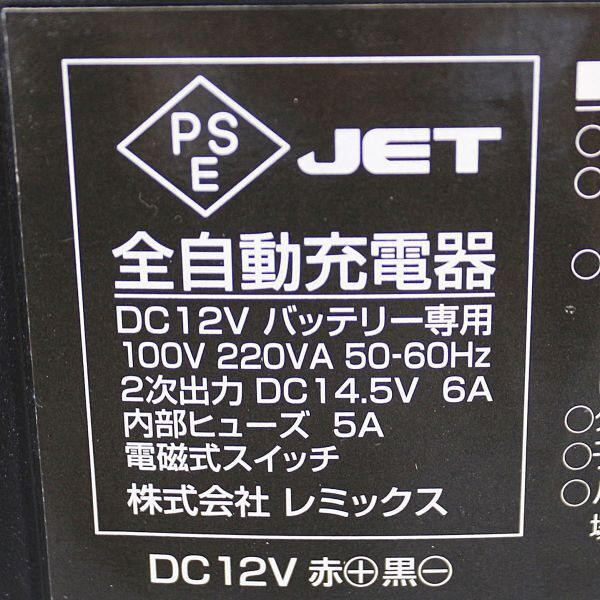 PS
E
JET
全自動充電器
DC12V バッテリー専用
100V 220VA 50-60Hz
2次出力 DC14.5V 6A
内部ヒューズ 5A
電磁式スイッチ
株式会社 レミックス
DC12V 赤⊕黒⊖